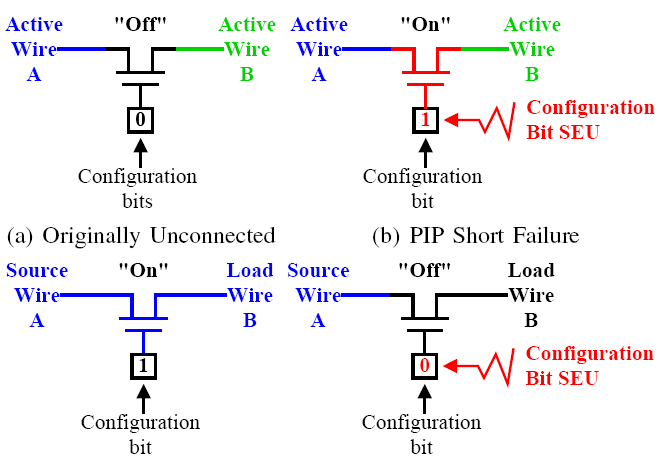 Active "Off" Active
Wire Wire
A B
0
Configuration
bits
(a) Originally Unconnected
Active "On" Active
Wire Wire
A B
1
Configuration
Bit SEU
Configuration
bit
(b) PIP Short Failure
Source "On" Load
Wire Wire
A B
1
Configuration
bit
Source "Off" Load
Wire Wire
A B
0
Configuration
Bit SEU
Configuration
bit